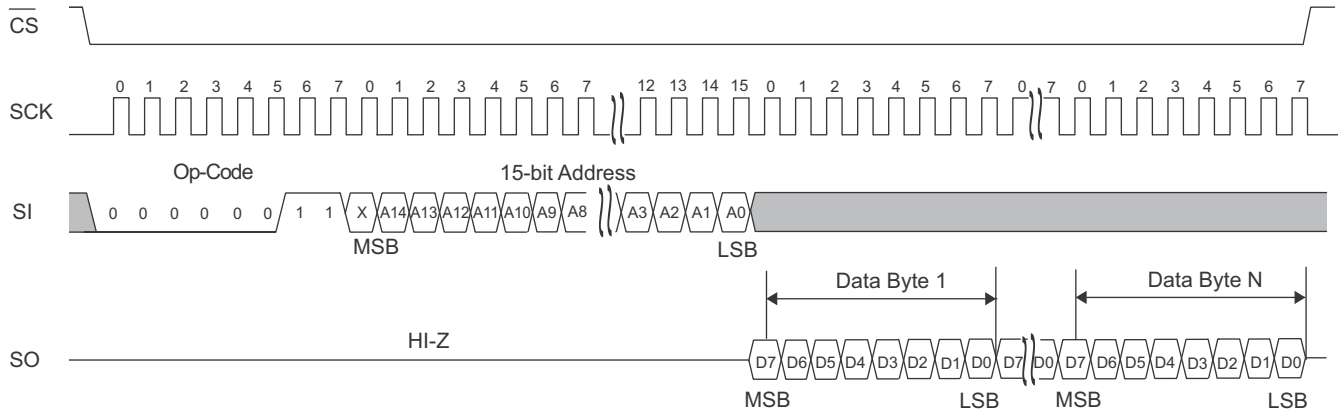 CS
0 1 2 3 4 5 6 7 0 1 2 3 4 5 6 7 12 13 14 15 0 1 2 3 4 5 6 7 0 7 0 1 2 3 4 5 6 7
SCK
Op-Code 15-bit Address
SI 0 0 0 0 0 0 1 1 X A14 A13 A12 A11 A10 A9 A8 A3 A2 A1 A0
MSB LSB
Data Byte 1 Data Byte N
HI-Z
SO D7 D6 D5 D4 D3 D2 D1 D0 D7 D0 D7 D6 D5 D4 D3 D2 D1 D0
MSB LSB MSB LSB